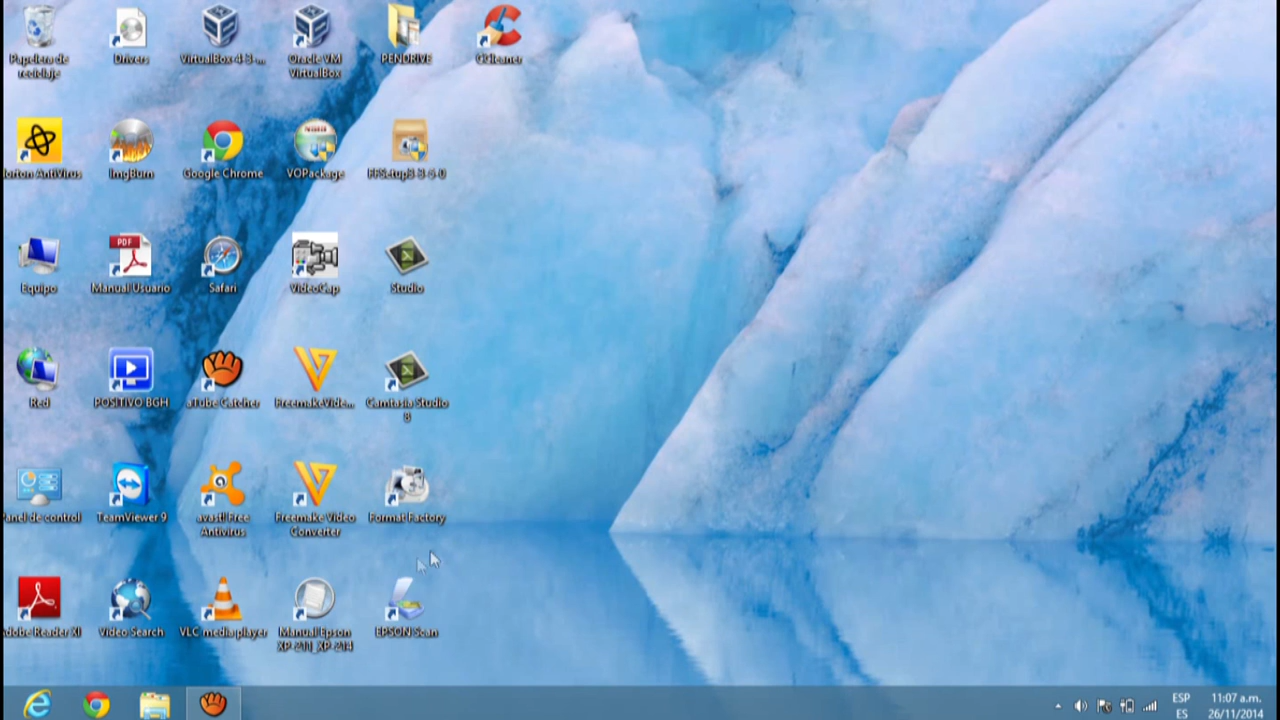 Papelera de
reciclaje
Drivers
VirtualBox-4-3-...
Oracle VM
VirtualBox
PENDRIVE
CCleaner
Norton AntiVirus
ImgBurn
Google Chrome
VOPackage
FFSetup3-3-5-0
Equipo
PDF
Manual Usuario
Safari
VideoCap
Studio
Red
POSITIVO BGH
aTube Catcher
Freemake Vide...
Camtasia Studio
8
Panel de control
TeamViewer 9
avast! Free
Antivirus
Freemake Video
Converter
Format Factory
Adobe Reader XI
Video Search
VLC media player
Manual Epson
XP-211_XP-214
EPSON Scan
ESP
ES
11:07 a.m.
26/11/2014